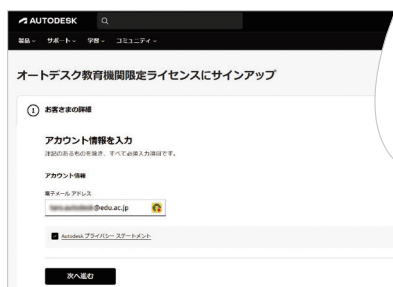 AUTODESK
製品 サポート 学習 コミュニティ
オートデスク教育機関限定ライセンスにサインアップ
1 お客さまの詳細
アカウント情報を入力
注記のあるものを除き、すべて必須入力項目です。
アカウント情報
電子メール アドレス
@edu.ac.jp
Autodesk プライバシー ステートメント
次へ進む